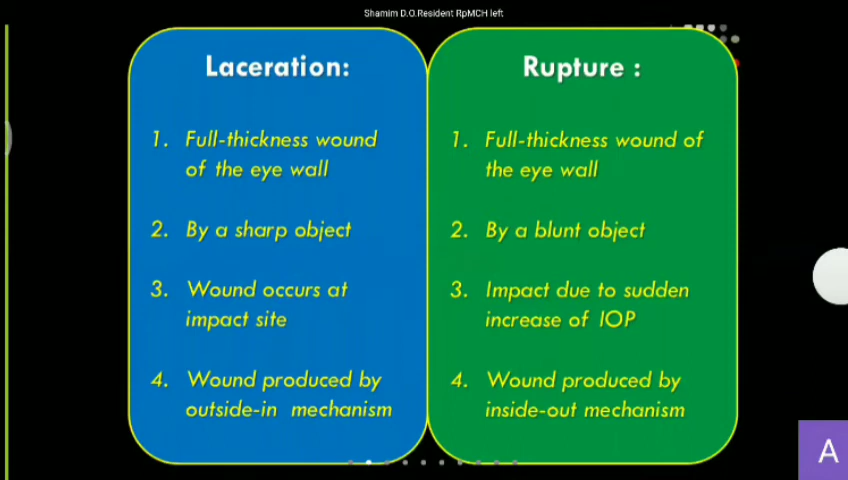 Shamim D.O.Resident RpMCH left
Laceration:
1. Full-thickness wound
of the eye wall
2. By a sharp object
3. Wound occurs at
impact site
4. Wound produced by
outside-in mechanism
Rupture :
1. Full-thickness wound of
the eye wall
2. By a blunt object
3. Impact due to sudden
increase of IOP
4. Wound produced by
inside-out mechanism
A